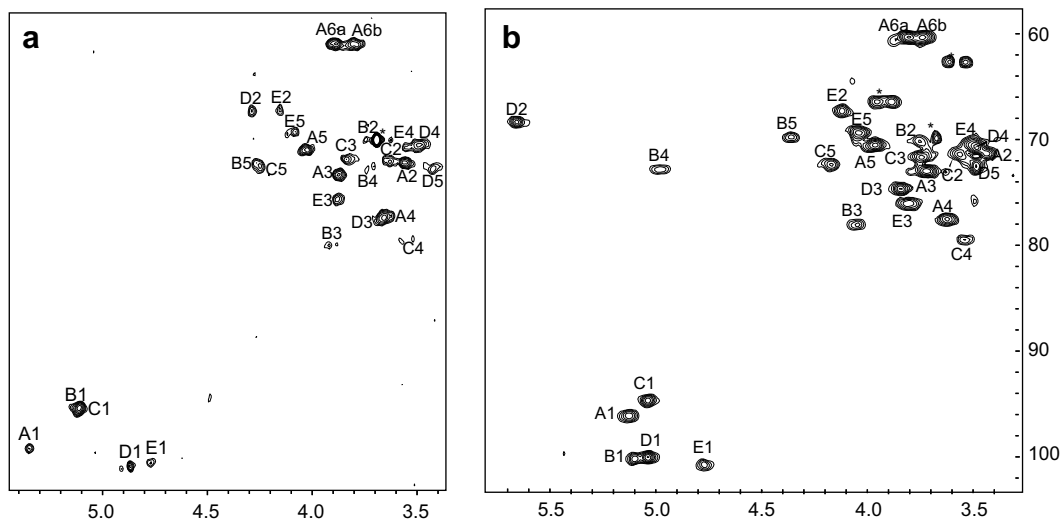 a
A6a A6b
D2 E2
E5
A5
B2 *
E4 D4
C3 C2
B5 C5
A3
B4
A2
D5
E3
D3 A4
B3
C4
B1
C1
A1
D1 E1
5.0 4.5 4.0 3.5
b
A6a A6b
*
*
E2
*
D2
E5
B5
B2
E4
D4
A5
C3
A2
B4
C5
C2
D5
D3
A3
B3
E3
A4
C4
C1
A1
D1
B1
E1
60
70
80
90
100
5.5 5.0 4.5 4.0 3.5